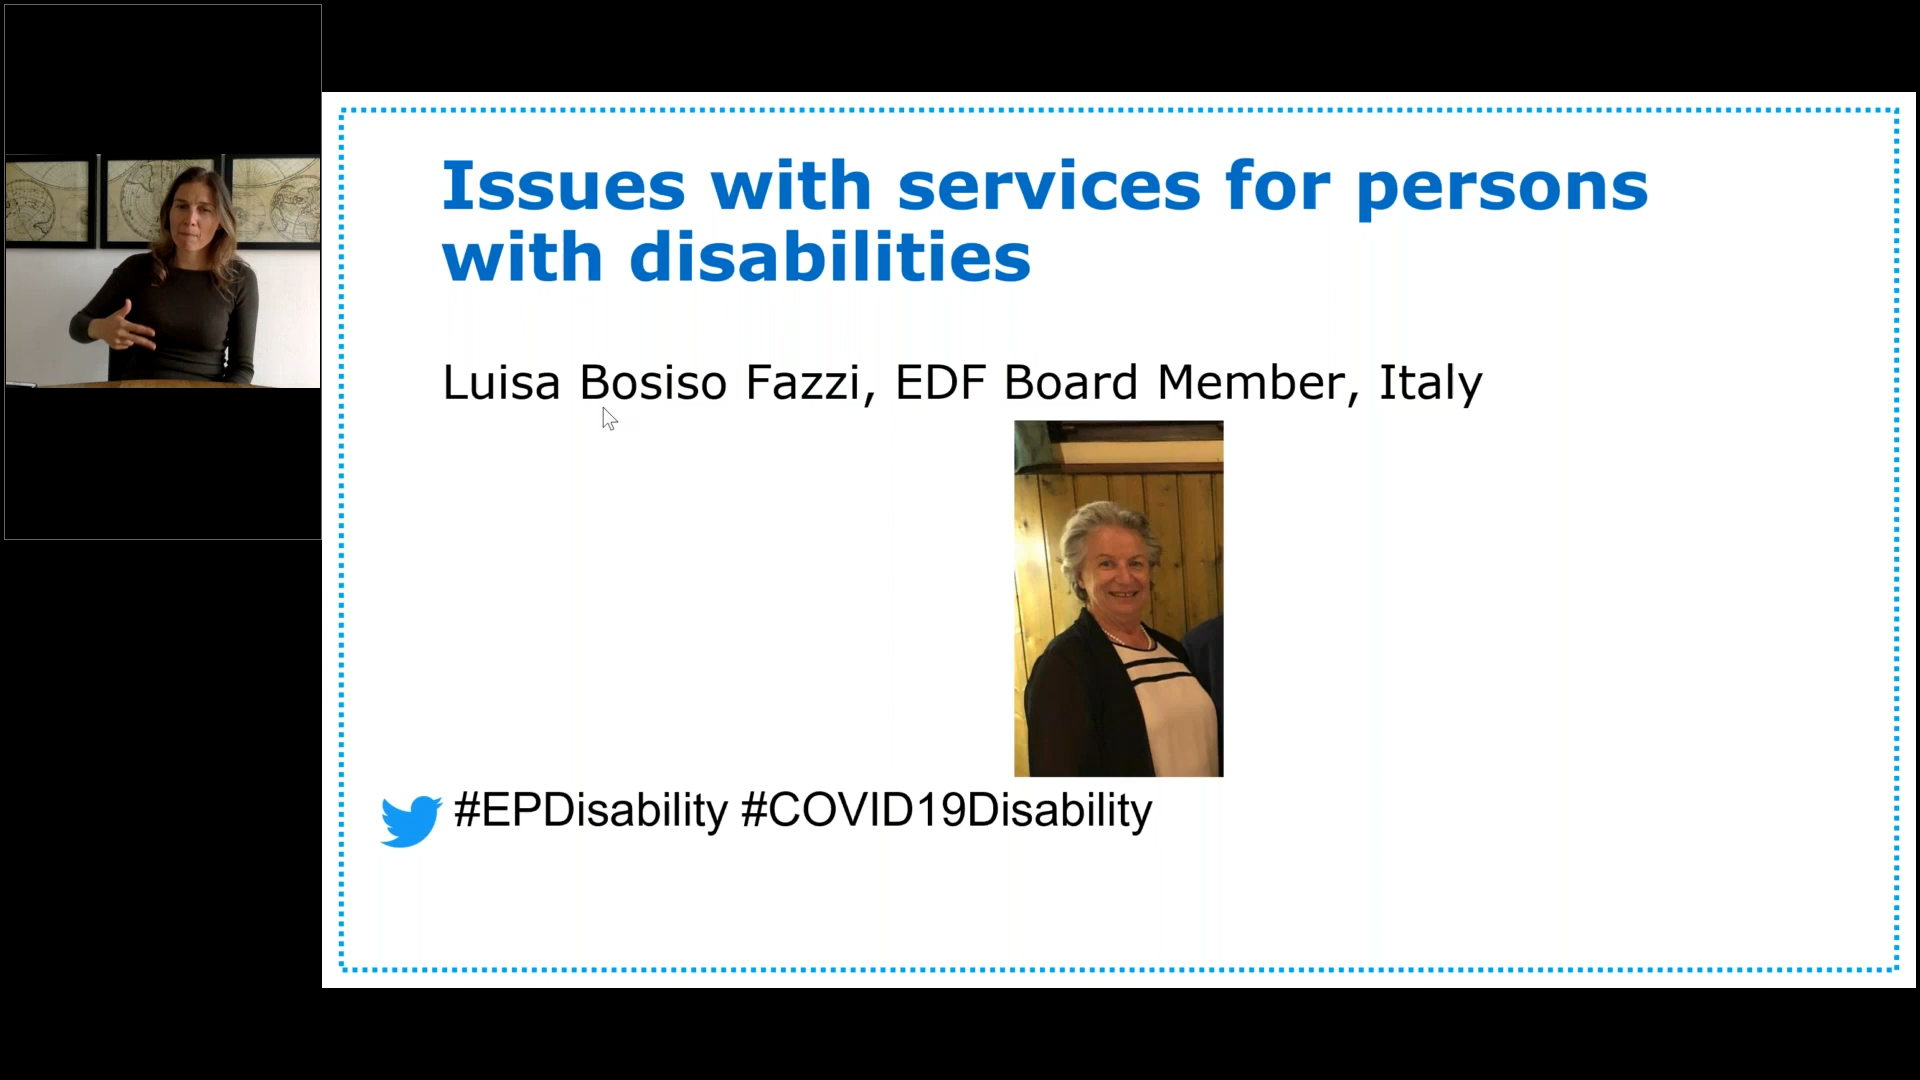 Issues with services for persons
with disabilities
Luisa Bosiso Fazzi, EDF Board Member, Italy
#EPDisability #COVID19Disability